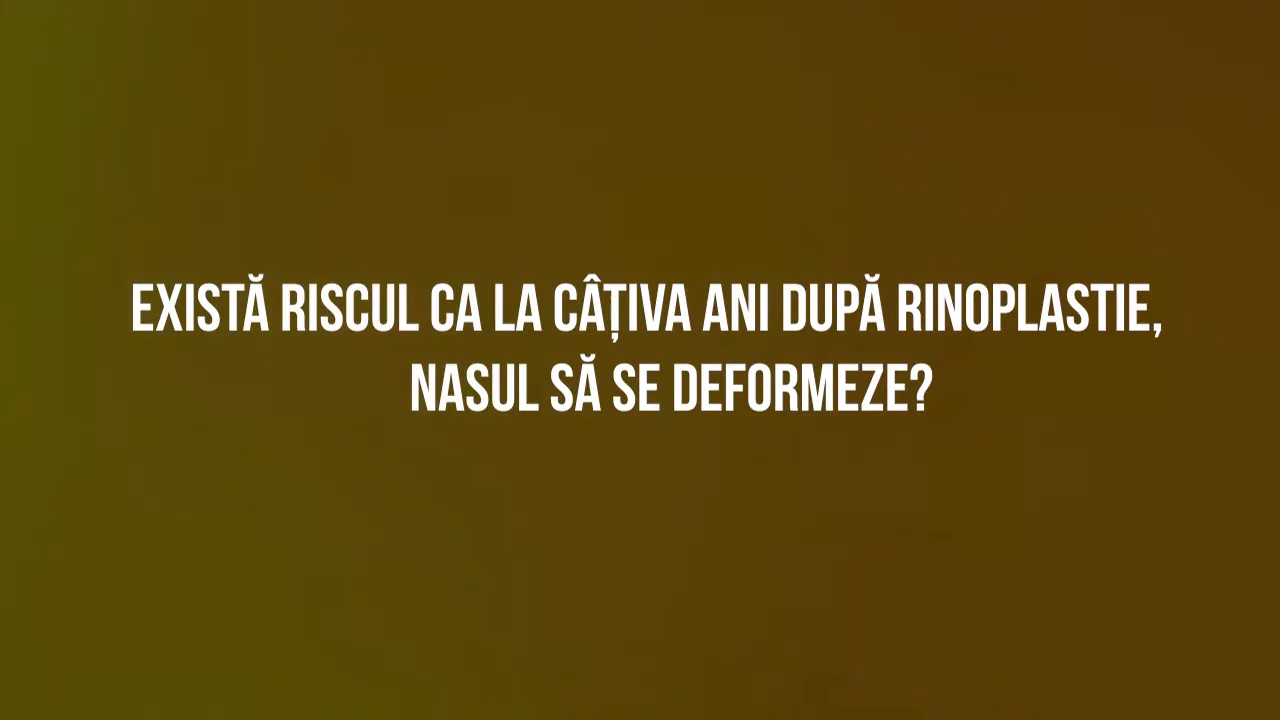 EXISTĂ RISCUL CA LA CÂȚIVA ANI DUPĂ RINOPLASTIE,
NASUL SĂ SE DEFORMEZE?